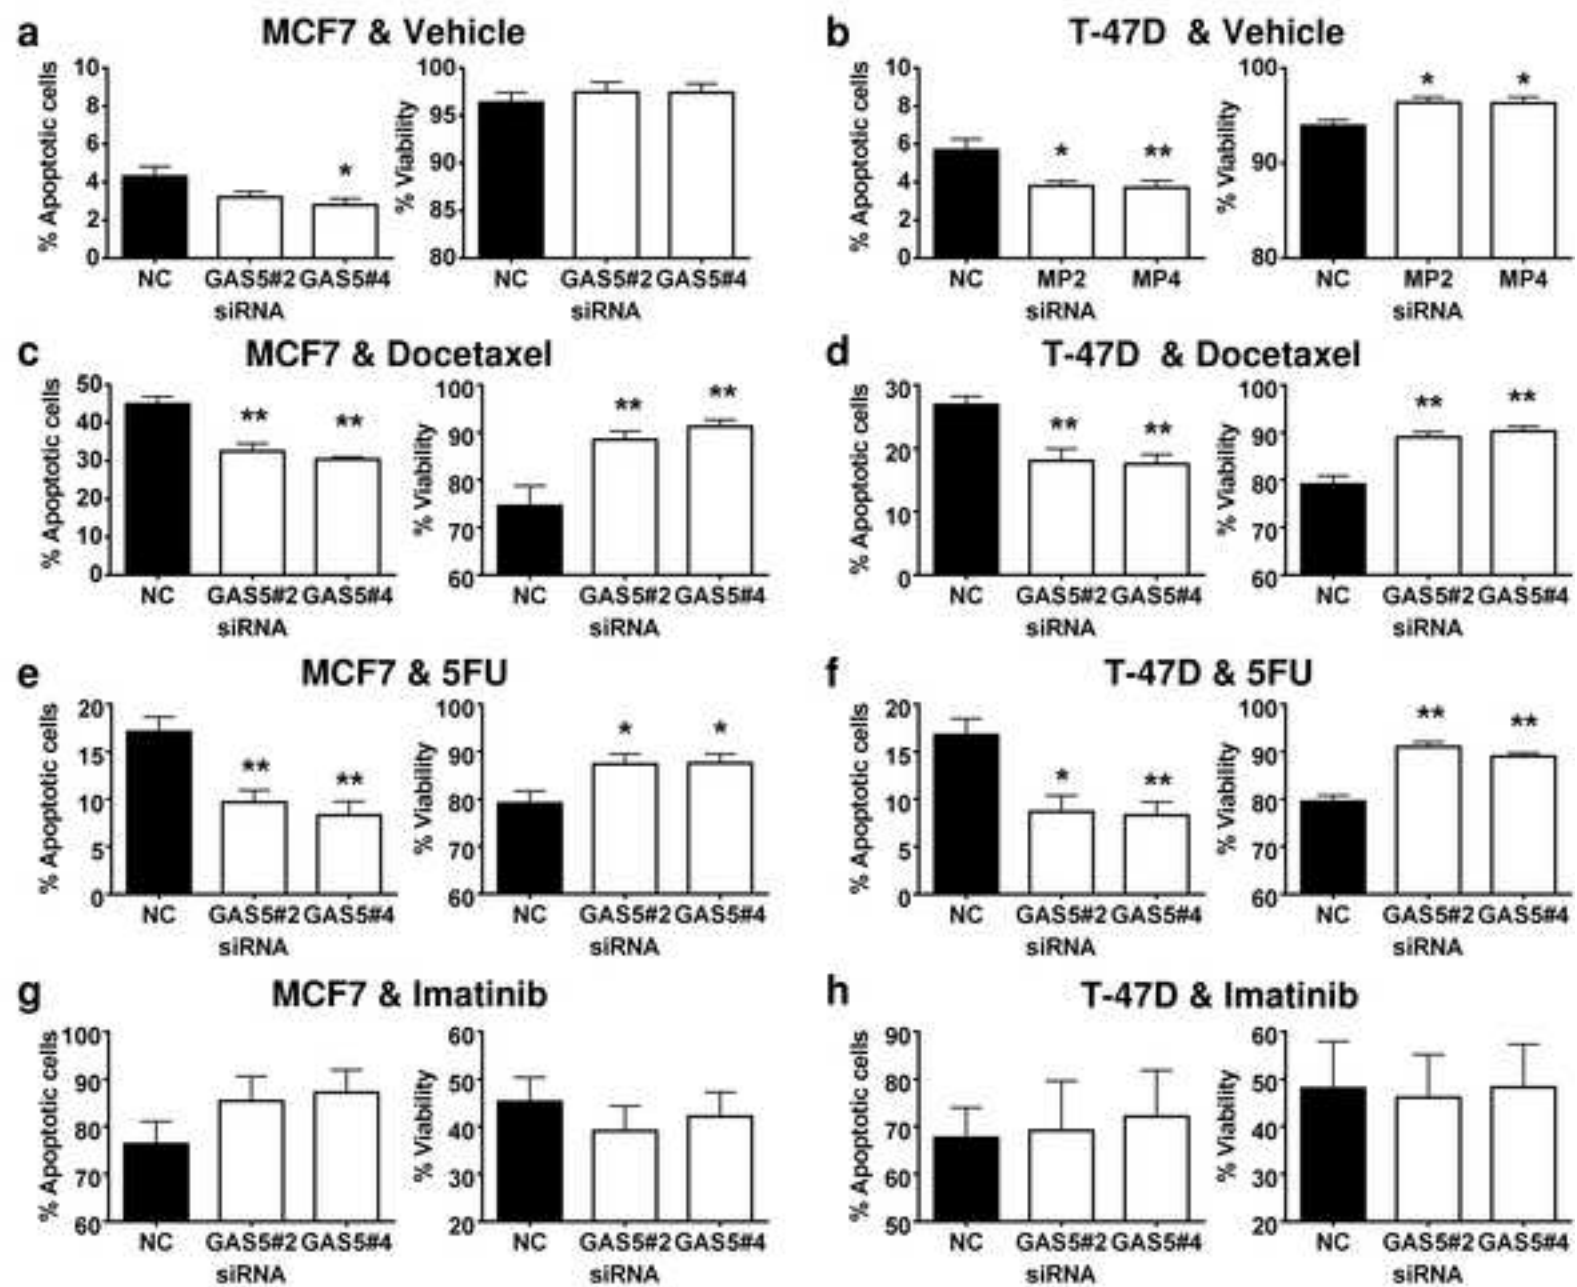 a
MCF7 & Vehicle
% Apoptotic cells
10
8
6
4
2
0
*
NC GAS5#2 GAS5#4
siRNA
% Viability
100
95
90
85
80
NC GAS5#2 GAS5#4
siRNA
b
T-47D & Vehicle
% Apoptotic cells
10
8
6
4
2
0
* **
NC MP2 MP4
siRNA
% Viability
100
90
80
* *
NC MP2 MP4
siRNA
c
MCF7 & Docetaxel
% Apoptotic cells
50
40
30
20
10
0
** **
NC GAS5#2 GAS5#4
siRNA
% Viability
100
90
80
70
60
** **
NC GAS5#2 GAS5#4
siRNA
d
T-47D & Docetaxel
% Apoptotic cells
30
20
10
0
** **
NC GAS5#2 GAS5#4
siRNA
% Viability
100
90
80
70
60
** **
NC GAS5#2 GAS5#4
siRNA
e
MCF7 & 5FU
% Apoptotic cells
20
15
10
5
0
** **
NC GAS5#2 GAS5#4
siRNA
% Viability
100
90
80
70
60
* *
NC GAS5#2 GAS5#4
siRNA
f
T-47D & 5FU
% Apoptotic cells
20
15
10
5
0
* **
NC GAS5#2 GAS5#4
siRNA
% Viability
100
90
80
70
60
** **
NC GAS5#2 GAS5#4
siRNA
g
MCF7 & Imatinib
% Apoptotic cells
100
90
80
70
60
NC GAS5#2 GAS5#4
siRNA
% Viability
60
50
40
30
20
NC GAS5#2 GAS5#4
siRNA
h
T-47D & Imatinib
% Apoptotic cells
90
80
70
60
50
NC GAS5#2 GAS5#4
siRNA
% Viability
60
50
40
30
20
NC GAS5#2 GAS5#4
siRNA